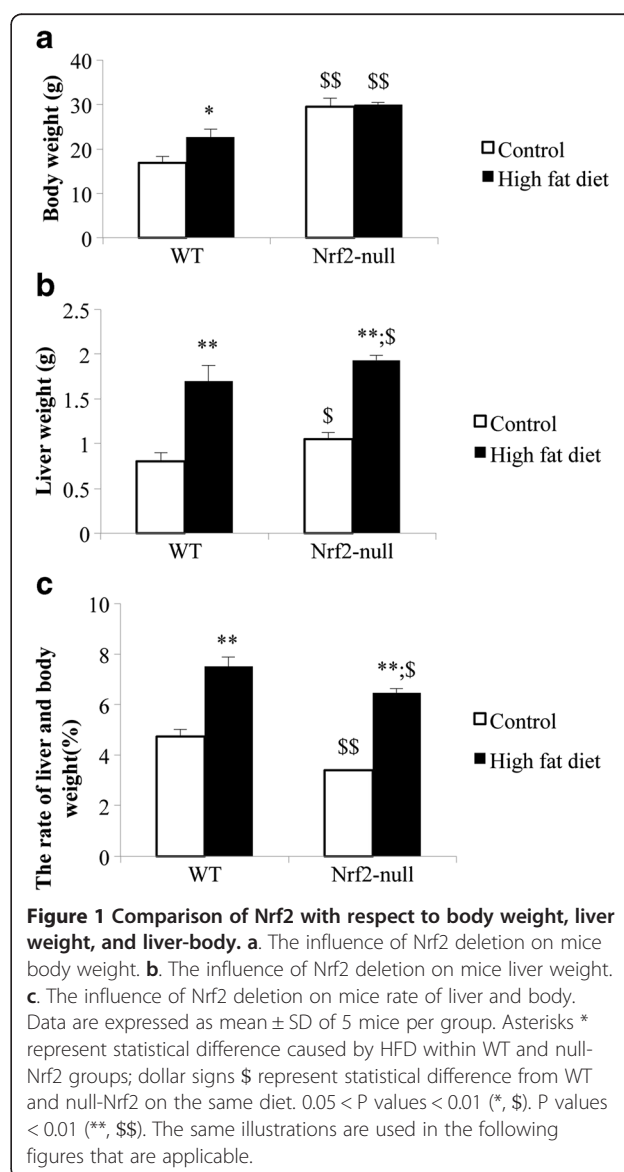 a
Body weight (g)
40
30
20
10
0
*
$$ $$
WT Nrf2-null
Control
High fat diet
b
Liver weight (g)
2.5
2
1.5
1
0.5
0
**
$
**;$
WT Nrf2-null
Control
High fat diet
c
The rate of liver and body
weight(%)
10
8
6
4
2
0
**
$$
**;$
WT Nrf2-null
Control
High fat diet
Figure 1 Comparison of Nrf2 with respect to body weight, liver
weight, and liver-body. a. The influence of Nrf2 deletion on mice
body weight. b. The influence of Nrf2 deletion on mice liver weight.
c. The influence of Nrf2 deletion on mice rate of liver and body.
Data are expressed as mean ± SD of 5 mice per group. Asterisks *
represent statistical difference caused by HFD within WT and null-
Nrf2 groups; dollar signs $ represent statistical difference from WT
and null-Nrf2 on the same diet. 0.05 < P values < 0.01 (*, $). P values
< 0.01 (**, $$). The same illustrations are used in the following
figures that are applicable.